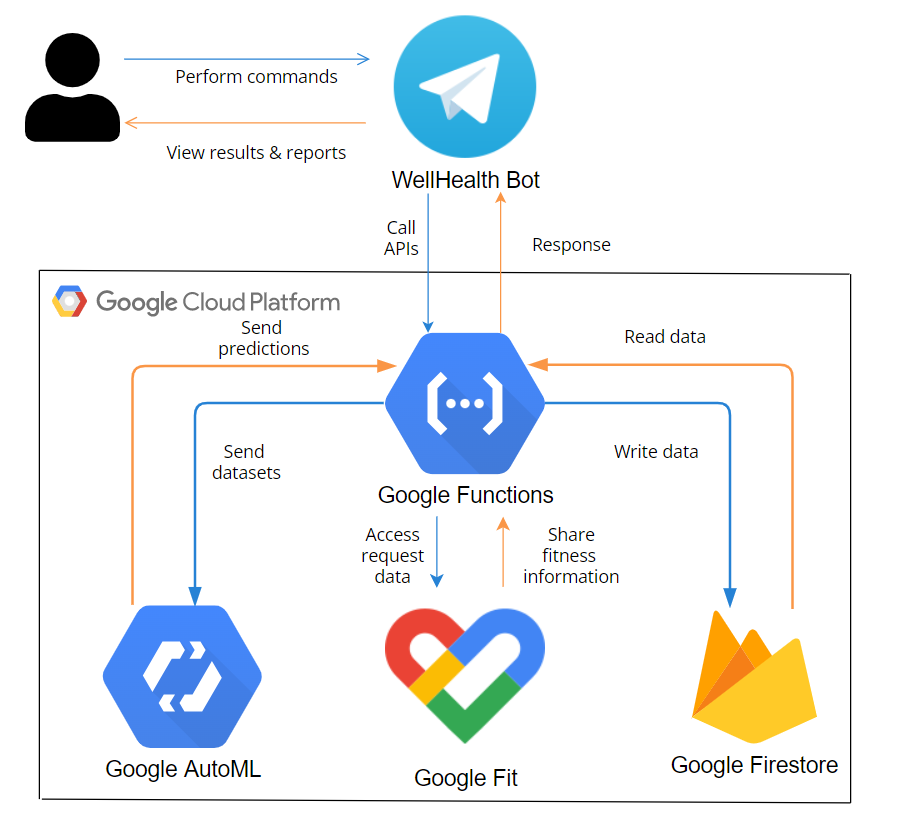 Perform commands
View results & reports
WellHealth Bot
Call
APIs
Response
Google Cloud Platform
Send
predictions
Read data
Send
datasets
Write data
Google Functions
Access
request
data
Share
fitness
information
Google AutoML
Google Fit
Google Firestore